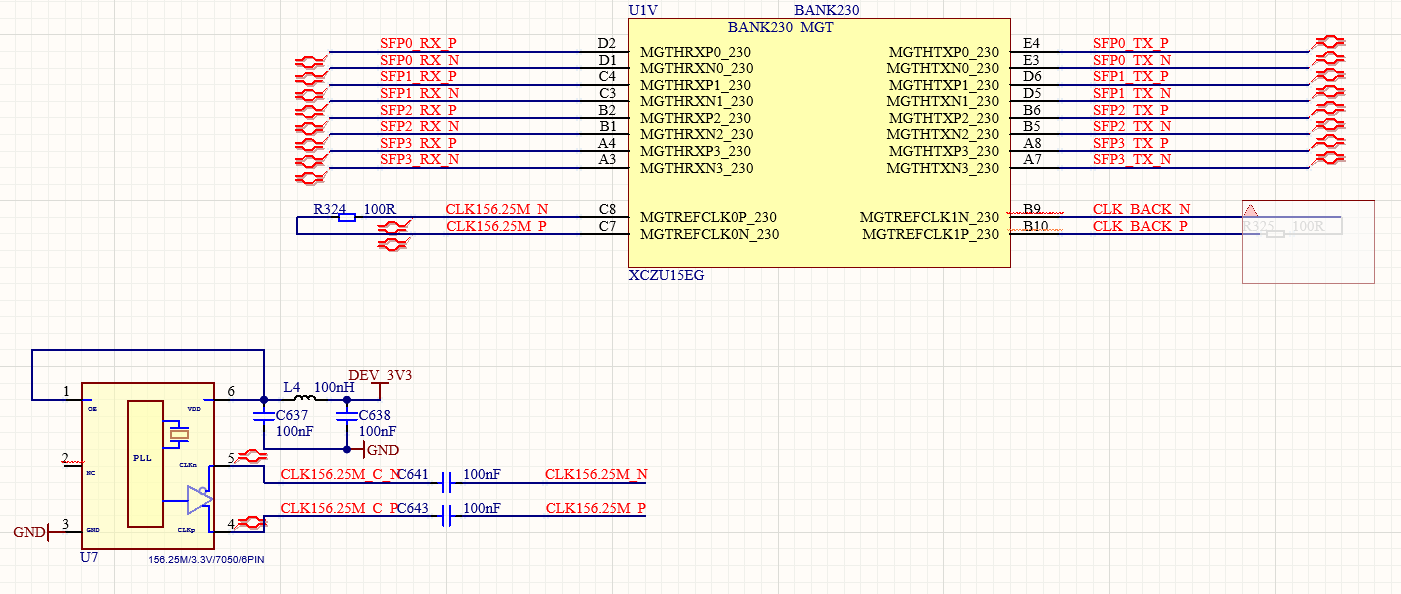 U1V BANK230
BANK230 MGT
SFP0_RX_P D2 MGTHRXP0_230 MGTHTXP0_230 E4 SFP0_TX_P
SFP0_RX_N D1 MGTHRXN0_230 MGTHTXN0_230 E3 SFP0_TX_N
SFP1_RX_P C4 MGTHRXP1_230 MGTHTXP1_230 D6 SFP1_TX_P
SFP1_RX_N C3 MGTHRXN1_230 MGTHTXN1_230 D5 SFP1_TX_N
SFP2_RX_P B2 MGTHRXP2_230 MGTHTXP2_230 B6 SFP2_TX_P
SFP2_RX_N B1 MGTHRXN2_230 MGTHTXN2_230 B5 SFP2_TX_N
SFP3_RX_P A4 MGTHRXP3_230 MGTHTXP3_230 A8 SFP3_TX_P
SFP3_RX_N A3 MGTHRXN3_230 MGTHTXN3_230 A7 SFP3_TX_N
R324 100R CLK156.25M_N C8 MGTREFCLK0P_230 MGTREFCLK1N_230 B9 CLK_BACK_N
CLK156.25M_P C7 MGTREFCLK0N_230 MGTREFCLK1P_230 B10 CLK_BACK_P R325 100R
XCZU15EG
DEV_3V3
1 6 L4 100nH
OE VDD
C637 C638
100nF 100nF
GND
PLL
2 5
CLKn
NC
CLK156.25M_C_N C641 100nF CLK156.25M_N
CLK156.25M_C_P C643 100nF CLK156.25M_P
GND 3 4
GND CLKp
U7 156.25M/3.3V/7050/6PIN